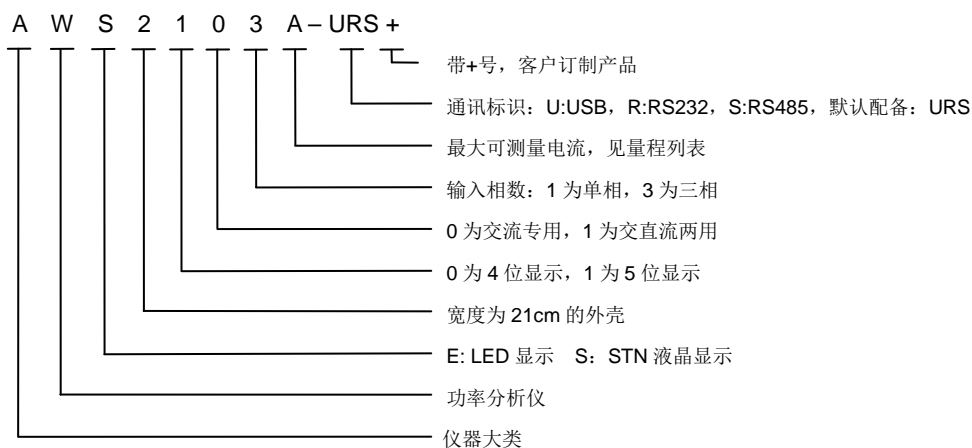 A W S 2 1 0 3 A – URS +
带+号，客户订制产品
通讯标识：U:USB，R:RS232，S:RS485，默认配备：URS
最大可测量电流，见量程列表
输入相数：1 为单相，3 为三相
0 为交流专用，1 为交直流两用
0 为 4 位显示，1 为 5 位显示
宽度为 21cm 的外壳
E: LED 显示 S：STN 液晶显示
功率分析仪
仪器大类